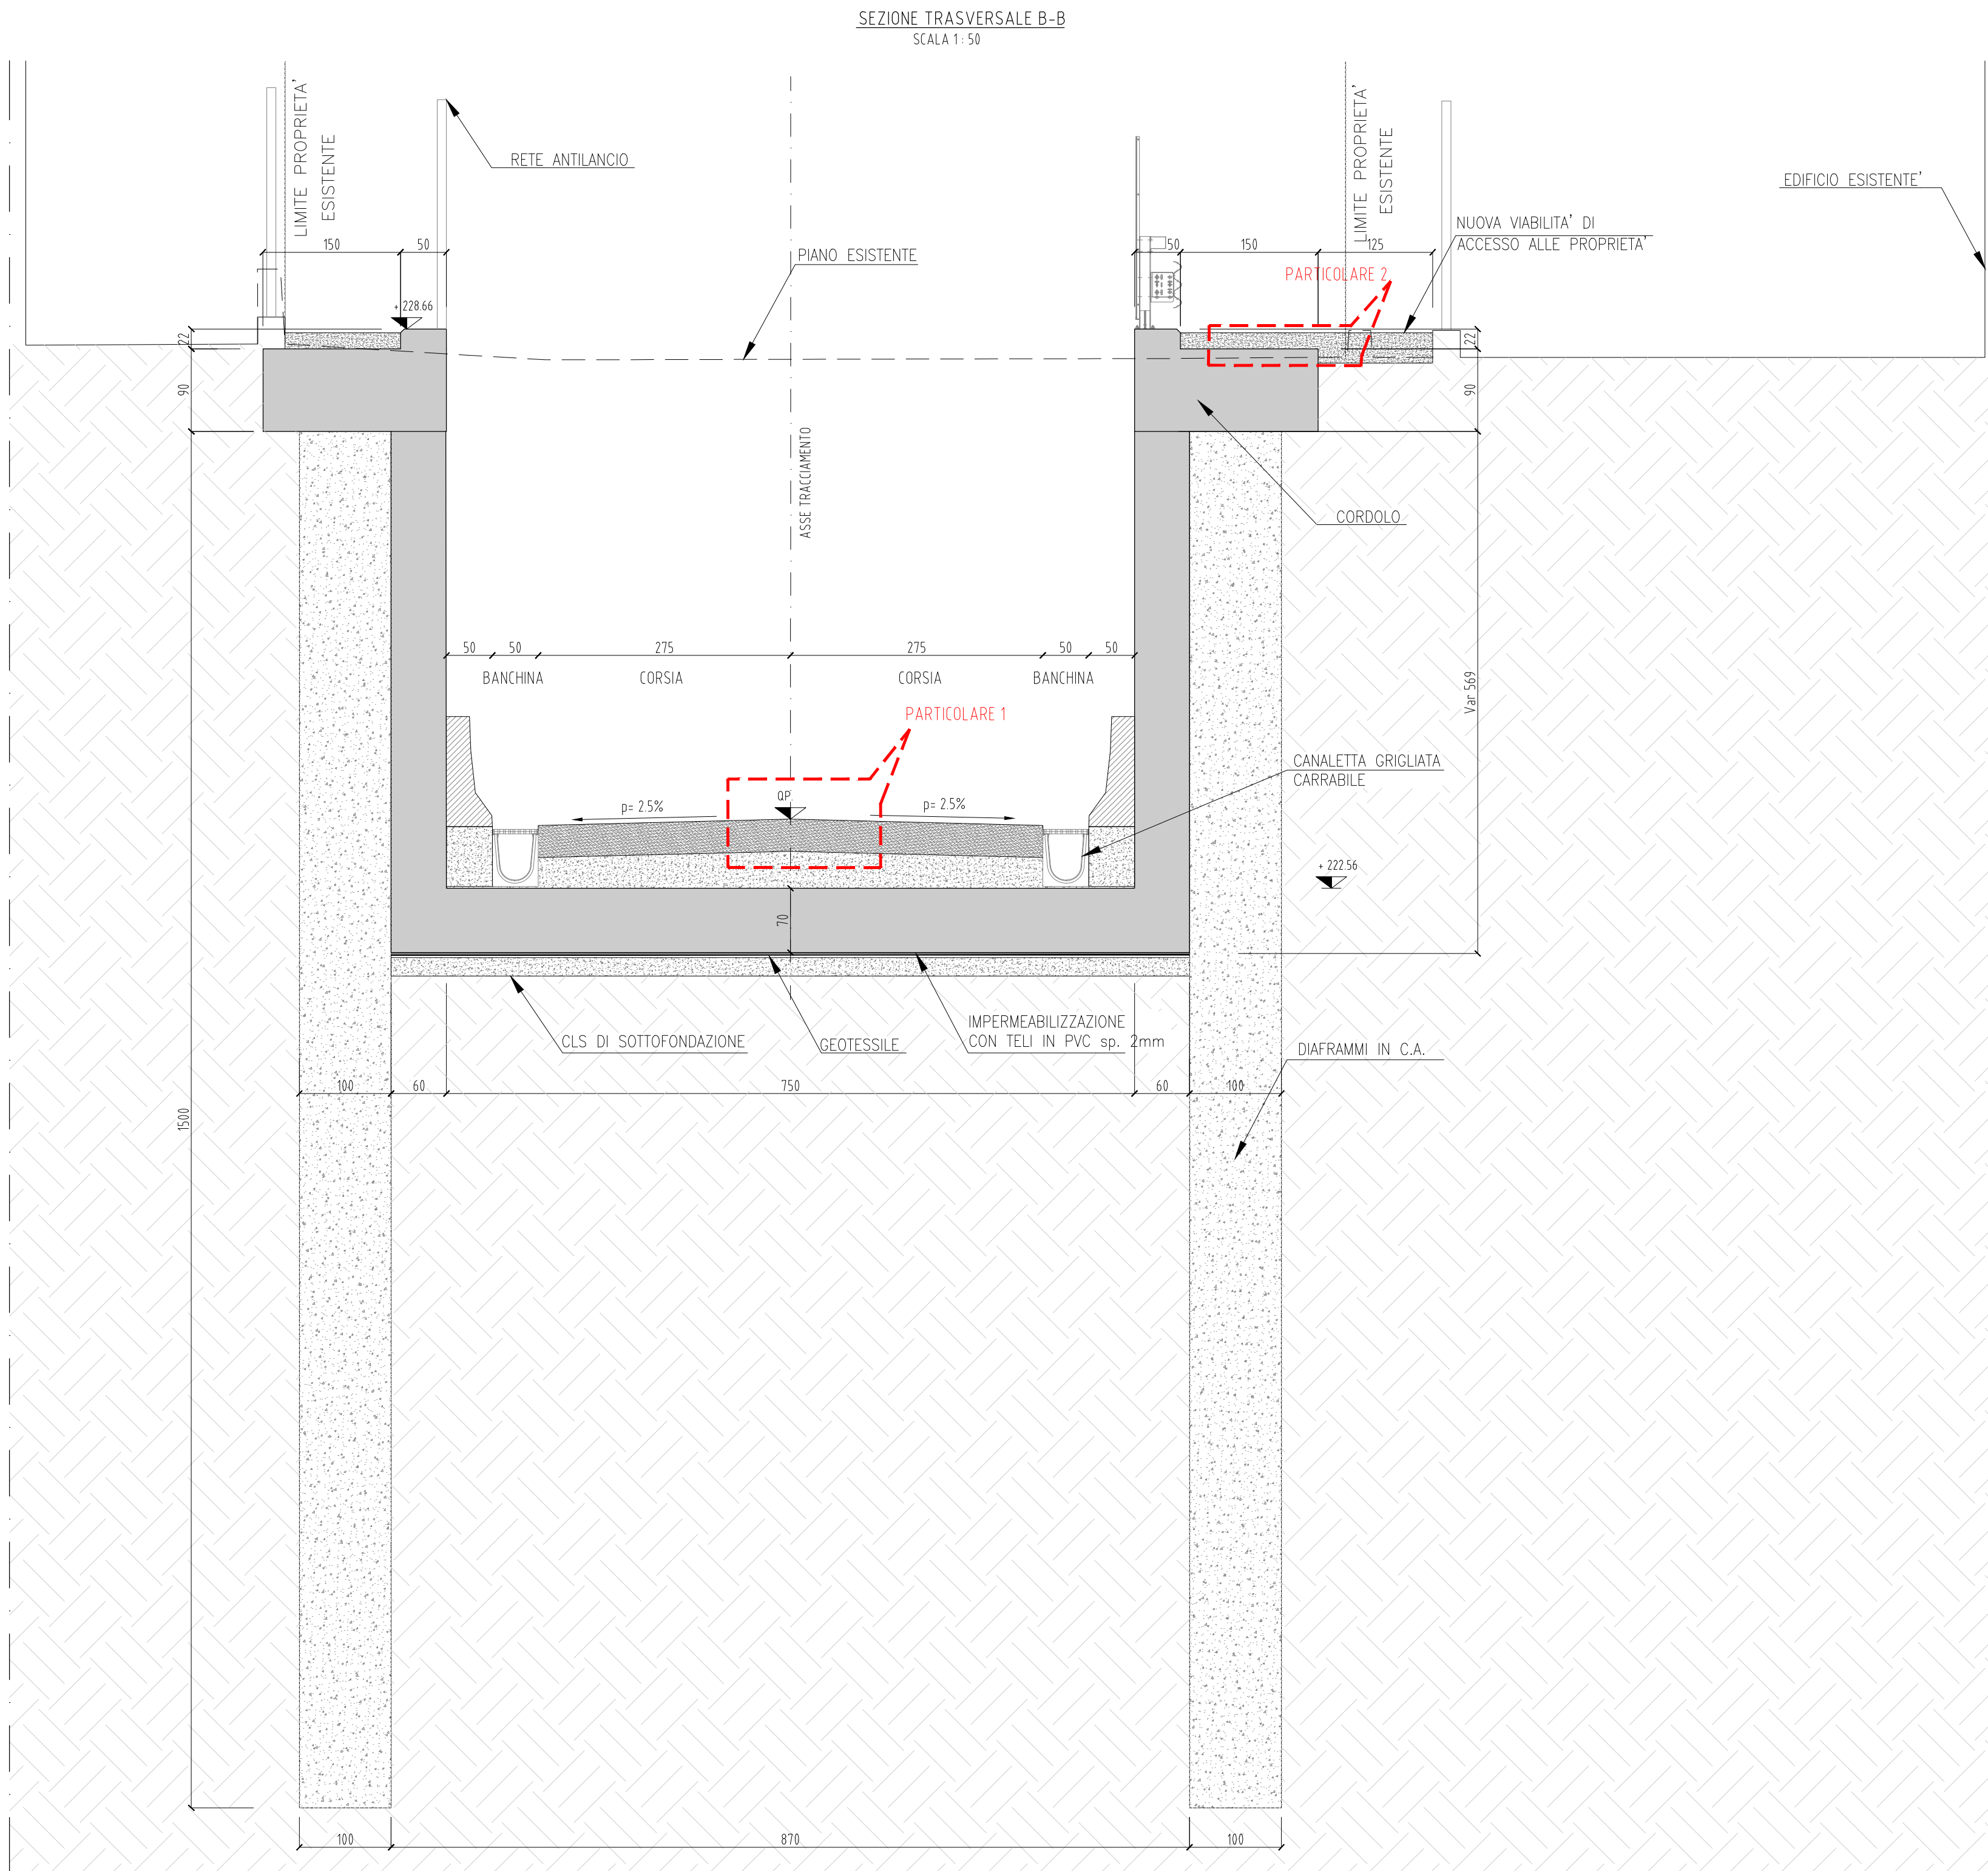 SEZIONE TRASVERSALE B-B
SCALA 1 : 50
LIMITE PROPRIETA'
ESISTENTE
RETE ANTILANCIO
LIMITE PROPRIETA'
ESISTENTE
EDIFICIO ESISTENTE'
NUOVA VIABILITA' DI
ACCESSO ALLE PROPRIETA'
150
50
PIANO ESISTENTE
50
150
125
PARTICOLARE 2
+ 228.66
22
22
90
90
ASSE TRACCIAMENTO
CORDOLO
50
50
275
275
50
50
BANCHINA
CORSIA
CORSIA
BANCHINA
Var 569
PARTICOLARE 1
CANALETTA GRIGLIATA
CARRABILE
QP
p= 2.5%
p= 2.5%
+ 222.56
70
CLS DI SOTTOFONDAZIONE
GEOTESSILE
IMPERMEABILIZZAZIONE
CON TELI IN PVC sp. 2mm
DIAFRAMMI IN C.A.
100
60
750
60
100
1500
100
870
100